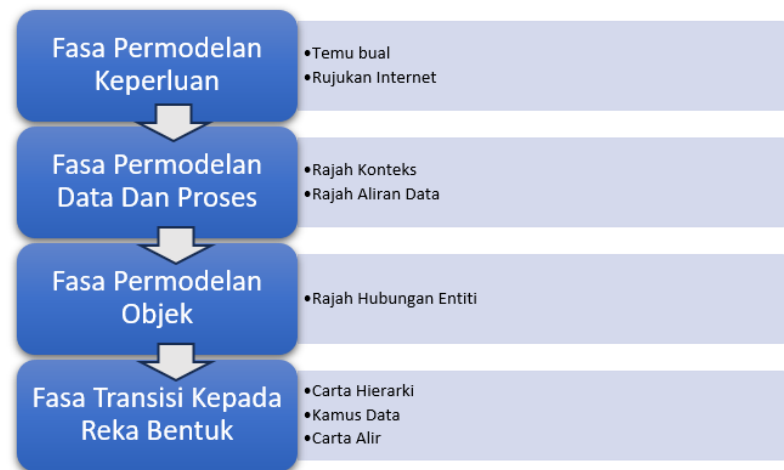 Fasa Permodelan
Keperluan
•Temu bual
•Rujukan Internet
Fasa Permodelan
Data Dan Proses
•Rajah Konteks
•Rajah Aliran Data
Fasa Permodelan
Objek
•Rajah Hubungan Entiti
Fasa Transisi Kepada
Reka Bentuk
•Carta Hierarki
•Kamus Data
•Carta Alir